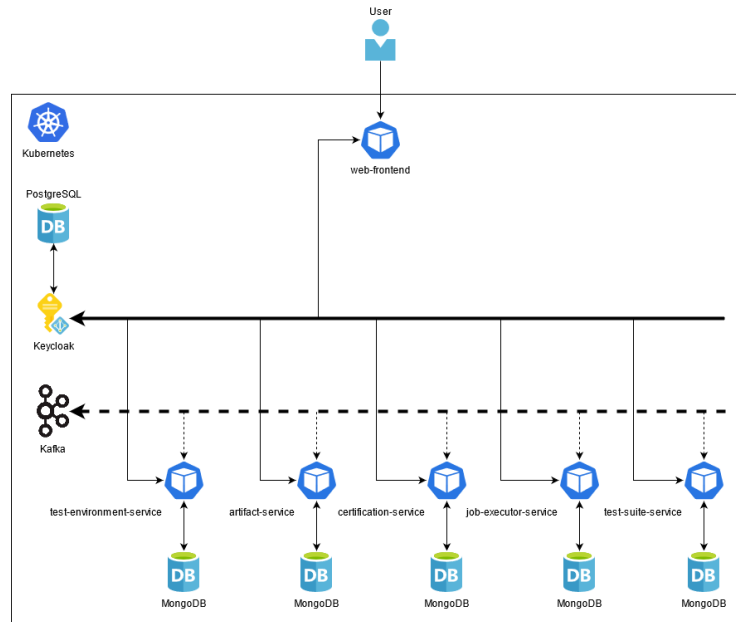 User
Kubernetes
web-frontend
PostgreSQL
DB
Keycloak
Kafka
test-environment-service
artifact-service
certification-service
job-executor-service
test-suite-service
DB
DB
DB
DB
DB
MongoDB
MongoDB
MongoDB
MongoDB
MongoDB